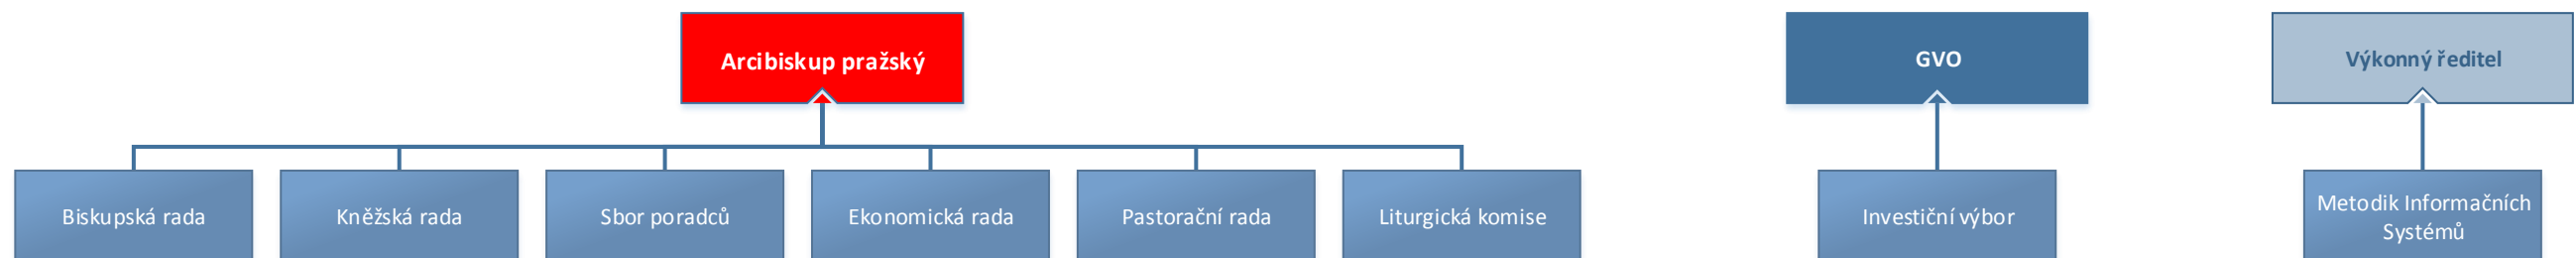 Arcibiskup pražský
GVO
Výkonný ředitel
Biskupská rada
Kněžská rada
Sbor poradců
Ekonomická rada
Pastorační rada
Liturgická komise
Investiční výbor
Metodik Informačních
Systémů